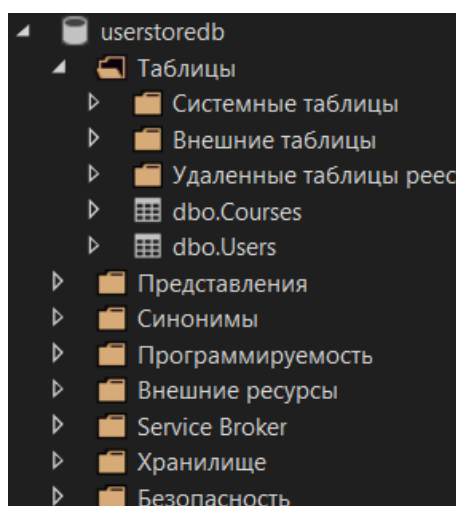 userstoredb
Таблицы
Системные таблицы
Внешние таблицы
Удаленные таблицы реес
dbo.Courses
dbo.Users
Представления
Синонимы
Программируемость
Внешние ресурсы
Service Broker
Хранилище
Безопасность